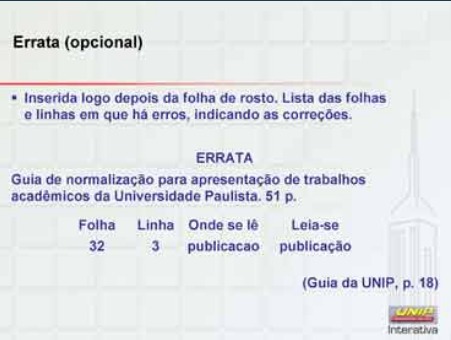 Errata (opcional)
• Inserida logo depois da folha de rosto. Lista das folhas
e linhas em que há erros, indicando as correções.
ERRATA
Guia de normalização para apresentação de trabalhos
acadêmicos da Universidade Paulista. 51 p.
Folha Linha Onde se lê Leia-se
32 3 publicacao publicação
(Guia da UNIP, p. 18)
UNIP
Interativa